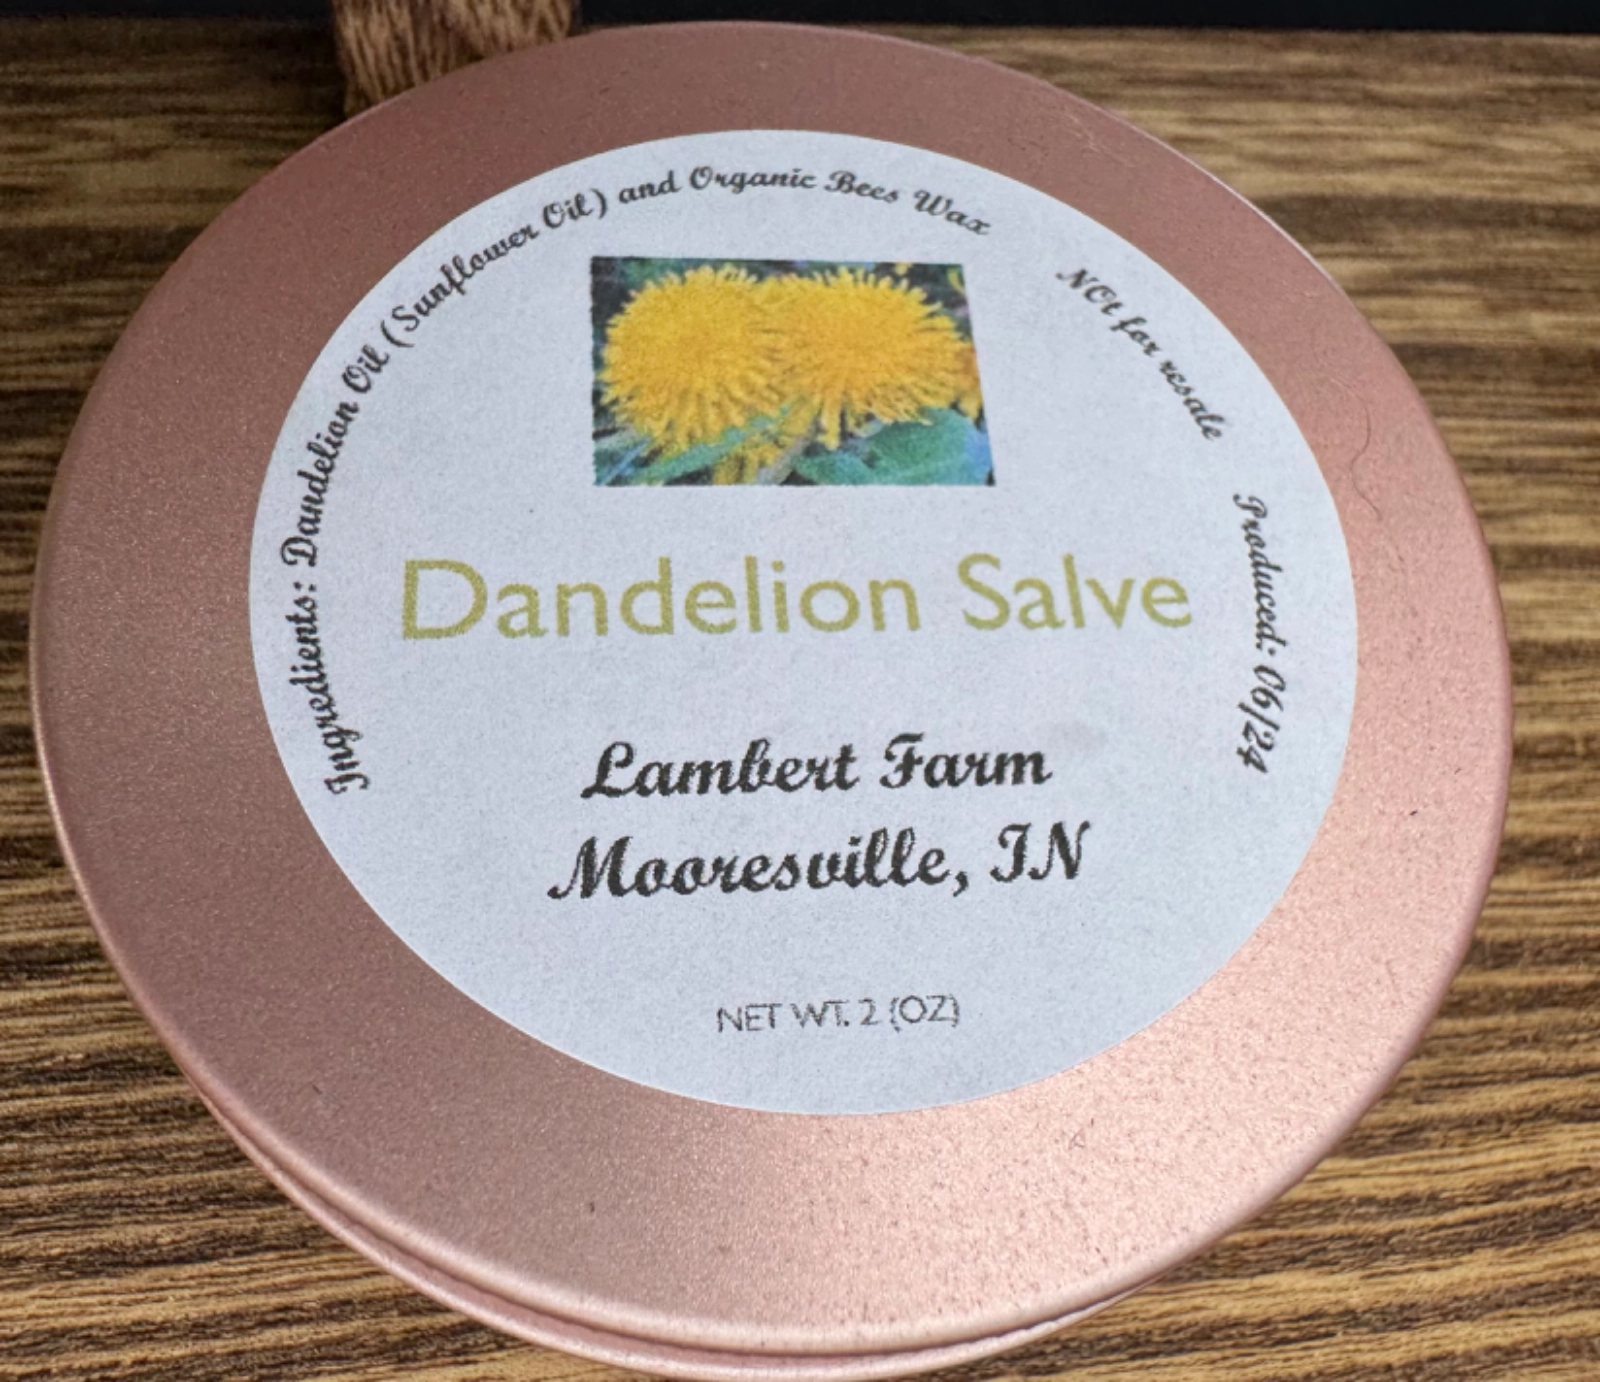 Ingredients: Dandelion Oil (Sunflower Oil) and Organic Bees Wax
NOt for resale
Produced: 06/24
Dandelion Salve
Lambert Farm
Mooresville, IN
NET WT. 2 (OZ)